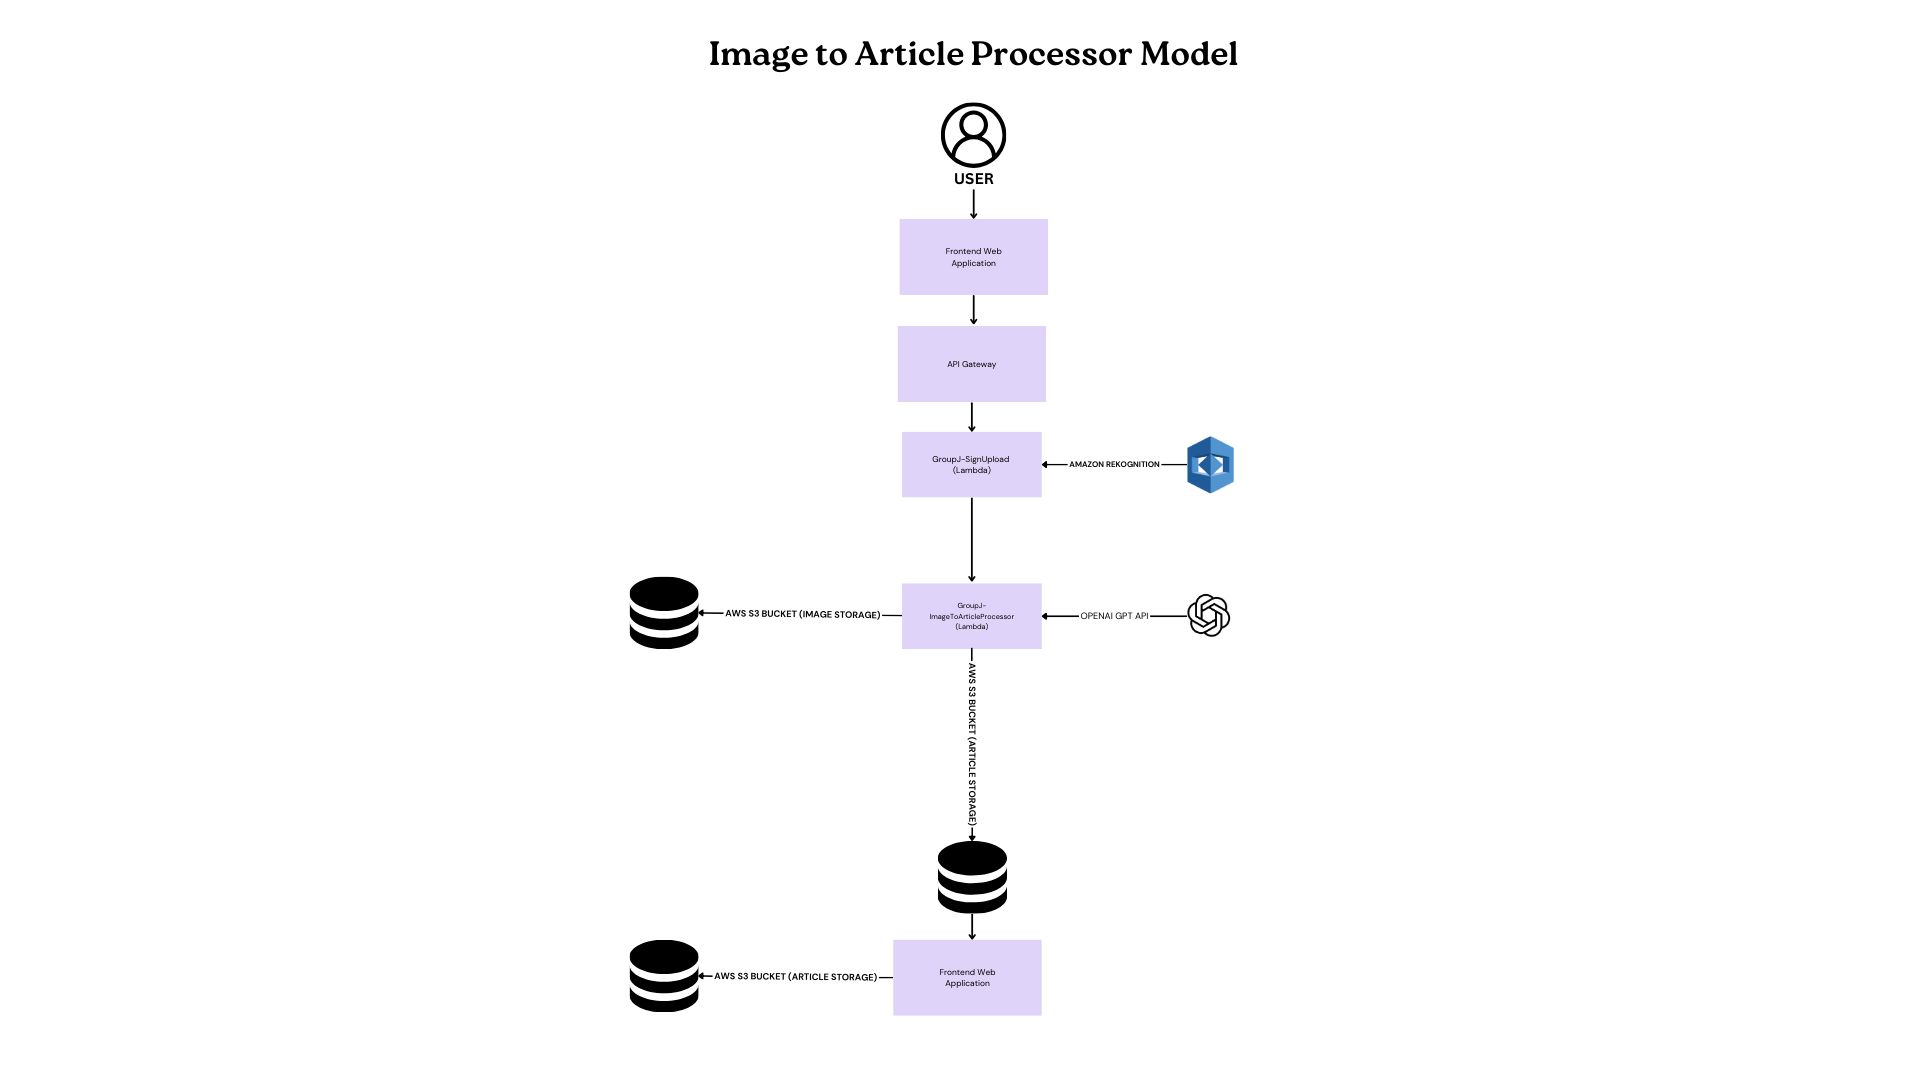 Image to Article Processor Model
USER
Frontend Web
Application
API Gateway
GroupJ-SignUpload
(Lambda)
AMAZON REKOGNITION
AWS S3 BUCKET (IMAGE STORAGE)
GroupJ-
ImageToArticleProcessor
(Lambda)
OPENAI GPT API
AWS S3 BUCKET (ARTICLE STORAGE)
AWS S3 BUCKET (ARTICLE STORAGE)
Frontend Web
Application